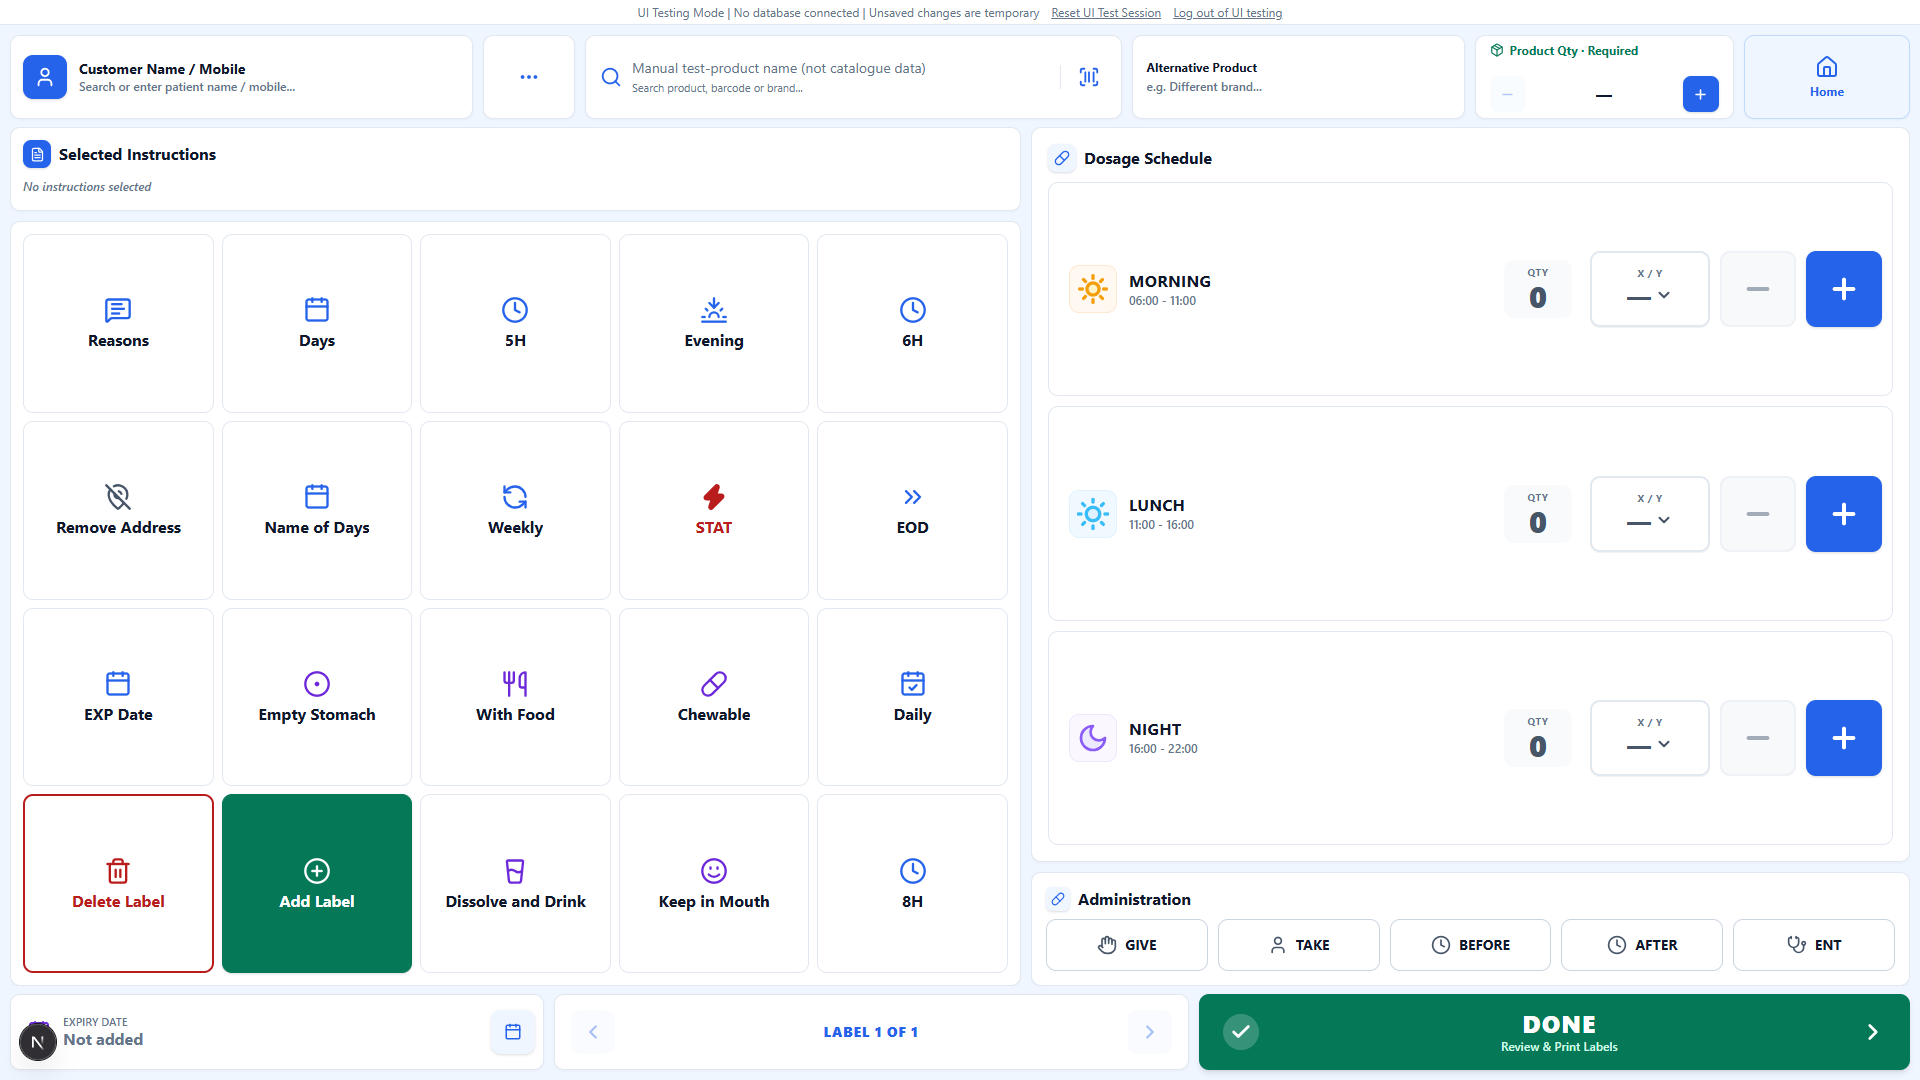 UI Testing Mode | No database connected | Unsaved changes are temporary Reset UI Test Session Log out of UI testing
Customer Name / Mobile
Search or enter patient name / mobile...
Manual test-product name (not catalogue data)
Search product, barcode or brand...
Alternative Product
e.g. Different brand...
Product Qty · Required
—
Home
Selected Instructions
No instructions selected
Reasons
Days
5H
Evening
6H
Remove Address
Name of Days
Weekly
STAT
EOD
EXP Date
Empty Stomach
With Food
Chewable
Daily
Delete Label
Add Label
Dissolve and Drink
Keep in Mouth
8H
Dosage Schedule
MORNING
06:00 - 11:00
QTY
0
X / Y
—
LUNCH
11:00 - 16:00
QTY
0
X / Y
—
NIGHT
16:00 - 22:00
QTY
0
X / Y
—
Administration
GIVE
TAKE
BEFORE
AFTER
ENT
EXPIRY DATE
Not added
N
LABEL 1 OF 1
DONE
Review & Print Labels